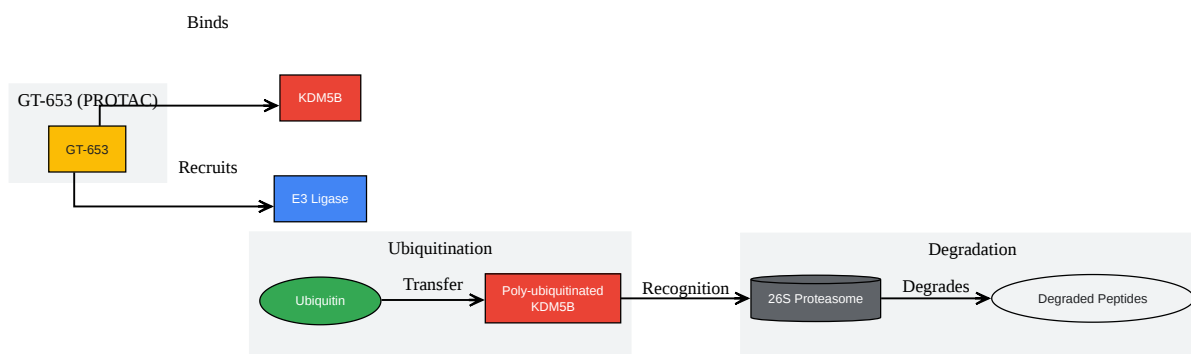 Binds
KDM5B
GT-653 (PROTAC)
GT-653
Recruits
E3 Ligase
Ubiquitination
Ubiquitin
Transfer
Poly-ubiquitinated
KDM5B
Recognition
Degradation
26S Proteasome
Degrades
Degraded Peptides